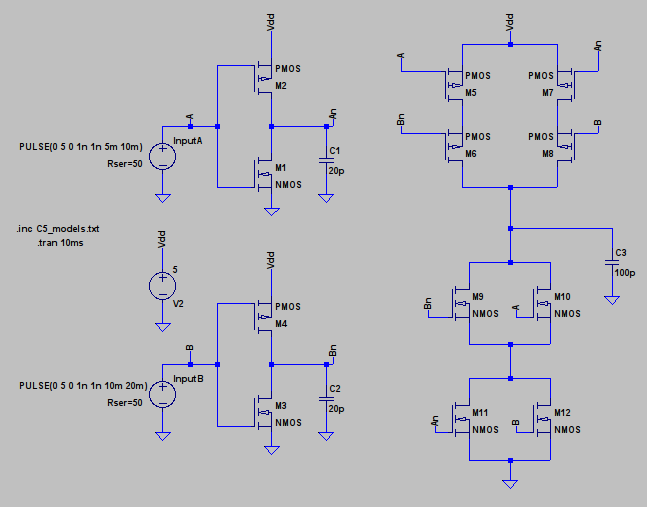 Vdd
PMOS
M2
A
An
InputA
PULSE(0 5 0 1n 1n 5m 10m)
Rser=50
C1
20p
M1
NMOS
.inc C5_models.txt
.tran 10ms
Vdd
5
V2
Vdd
PMOS
M4
B
Bn
InputB
PULSE(0 5 0 1n 1n 10m 20m)
Rser=50
C2
20p
M3
NMOS
Vdd
A
An
PMOS
PMOS
M5
M7
Bn
B
PMOS
PMOS
M6
M8
C3
100p
Bn
M9
A
M10
NMOS
NMOS
An
M11
B
M12
NMOS
NMOS